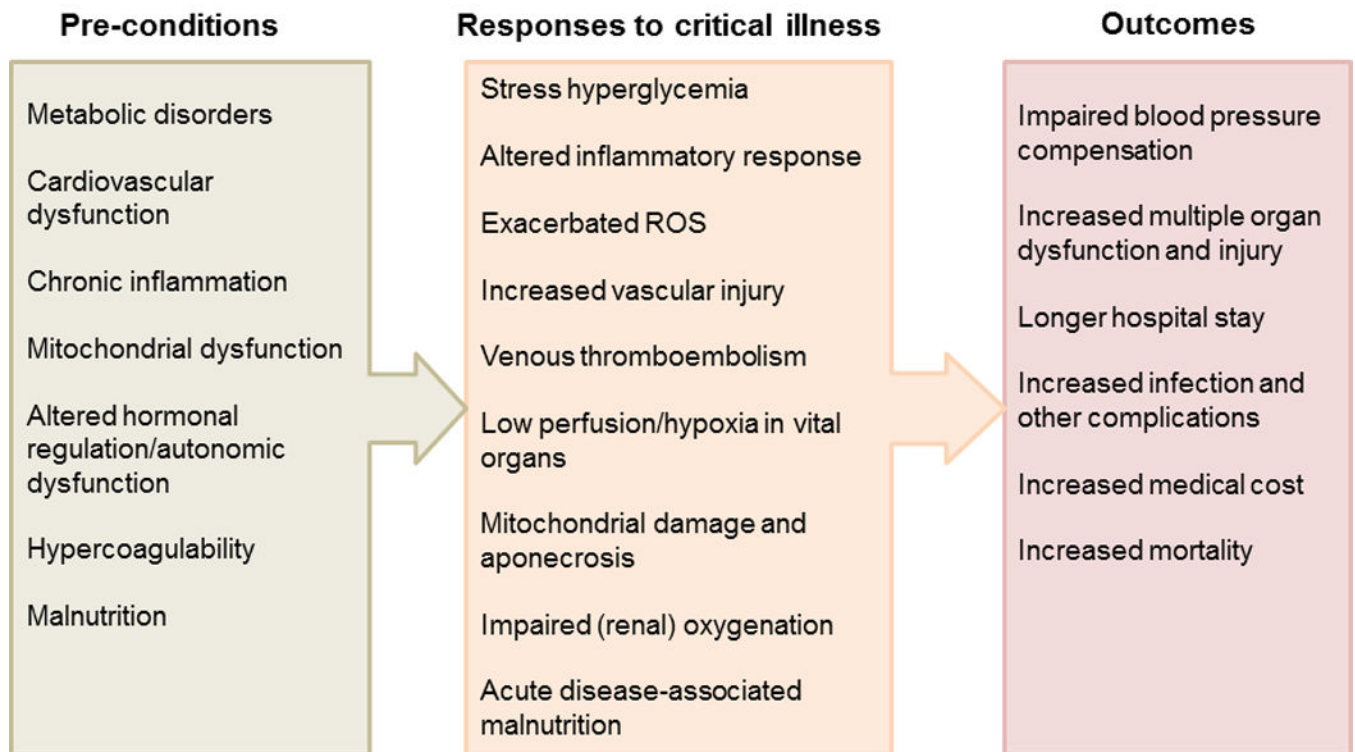 Pre-conditions
Metabolic disorders
Cardiovascular
dysfunction
Chronic inflammation
Mitochondrial dysfunction
Altered hormonal
regulation/autonomic
dysfunction
Hypercoagulability
Malnutrition
Responses to critical illness
Stress hyperglycemia
Altered inflammatory response
Exacerbated ROS
Increased vascular injury
Venous thromboembolism
Low perfusion/hypoxia in vital
organs
Mitochondrial damage and
aponecrosis
Impaired (renal) oxygenation
Acute disease-associated
malnutrition
Outcomes
Impaired blood pressure
compensation
Increased multiple organ
dysfunction and injury
Longer hospital stay
Increased infection and
other complications
Increased medical cost
Increased mortality